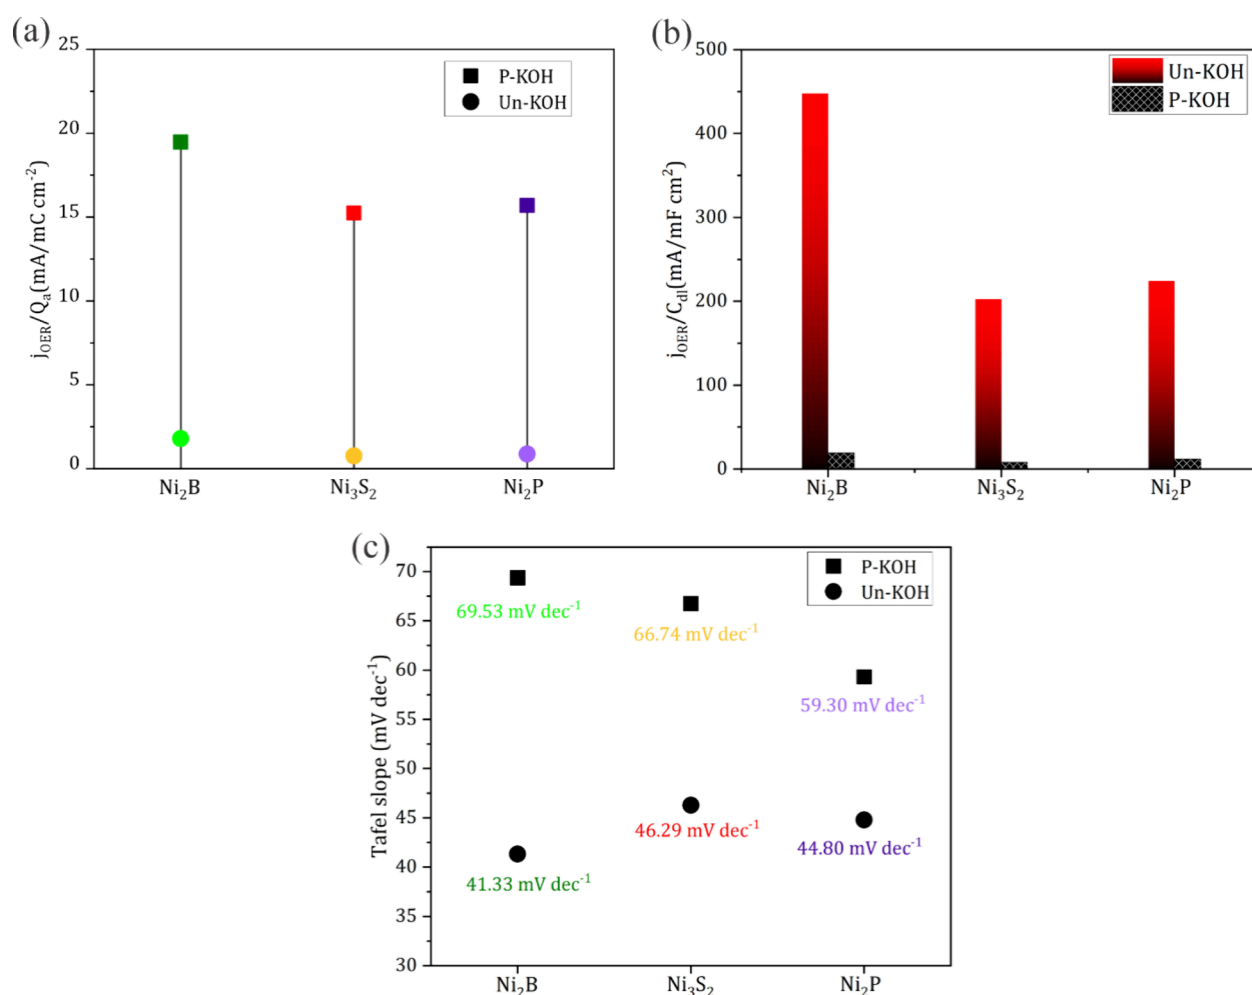 (a)
25
20
15
10
5
0
j_OER/Q_a(mA/mC cm⁻²)
P-KOH
Un-KOH
Ni₂B
Ni₃S₂
Ni₂P
(b)
500
400
300
200
100
0
j_OER/C_dl(mA/mF cm²)
Un-KOH
P-KOH
Ni₂B
Ni₃S₂
Ni₂P
(c)
70
65
60
55
50
45
40
35
30
Tafel slope (mV dec⁻¹)
P-KOH
Un-KOH
69.53 mV dec⁻¹
66.74 mV dec⁻¹
59.30 mV dec⁻¹
46.29 mV dec⁻¹
44.80 mV dec⁻¹
41.33 mV dec⁻¹
Ni₂B
Ni₃S₂
Ni₂P